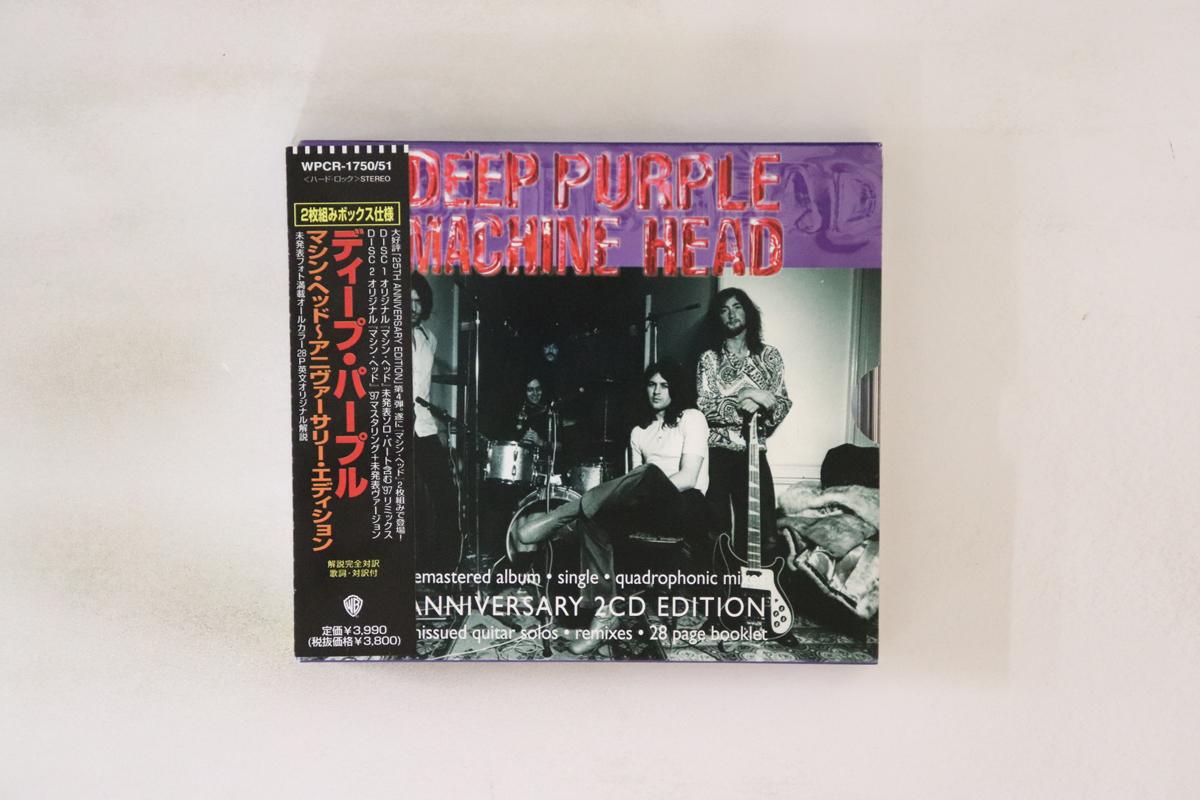 WPCR-1750/51
＜ハード・ロック＞STEREO
2枚組みボックス仕様
大好評「25TH ANNIVERSARY EDITION」第4弾。遂に「マシン・ヘッド」2枚組みで登場！
DISC 1 オリジナル「マシン・ヘッド」未発表ソロ・パート含む'97リミックス
DISC 2 オリジナル「マシン・ヘッド」'97マスタリング+未発表ヴァージョン
ディープ・パープル
マシン・ヘッド〜アニヴァーサリー・エディション
未発表フォト満載オールカラー28P英文オリジナル解説
解説完全対訳
歌詞・対訳付
WB
定価¥3,990
(税抜価格¥3,800)
DEEP PURPLE
MACHINE HEAD
emastered album • single • quadrophonic mixes
ANNIVERSARY 2CD EDITION
nissued guitar solos • remixes • 28 page booklet